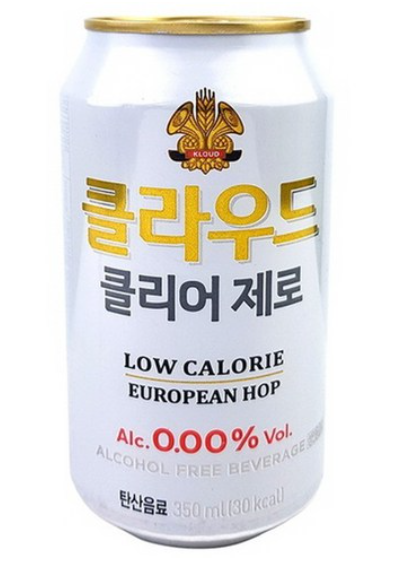 KLOUD
클라우드
클리어 제로
LOW CALORIE
EUROPEAN HOP
Alc. 0.00% Vol.
ALCOHOL FREE BEVERAGE
탄산음료 350 ml(30 kcal)